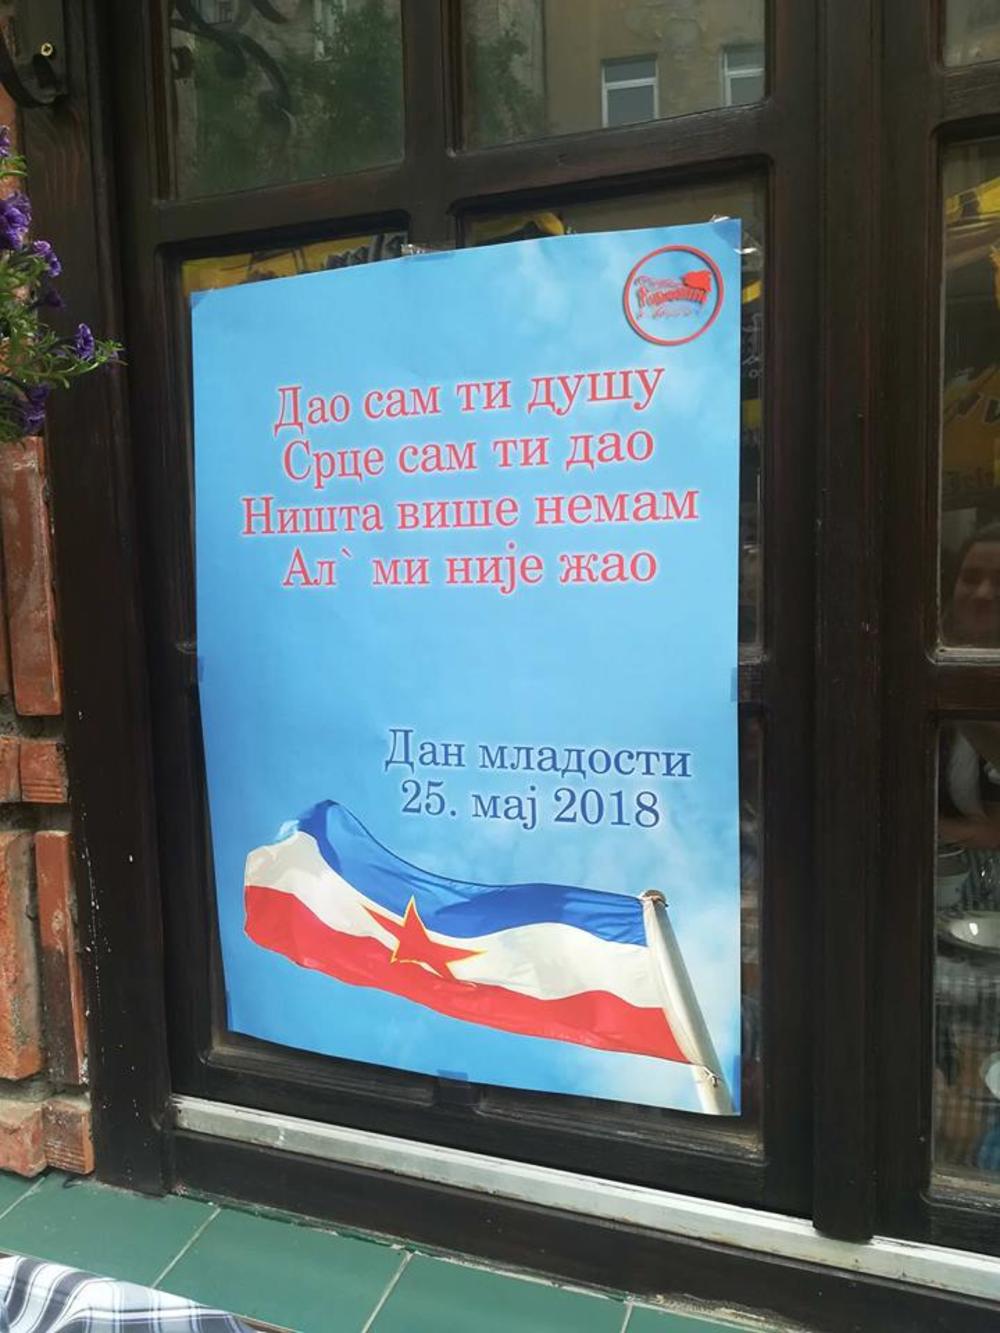 Дао сам ти душу
Срце сам ти дао
Ништа више немам
Ал` ми није жао
Дан младости
25. мај 2018